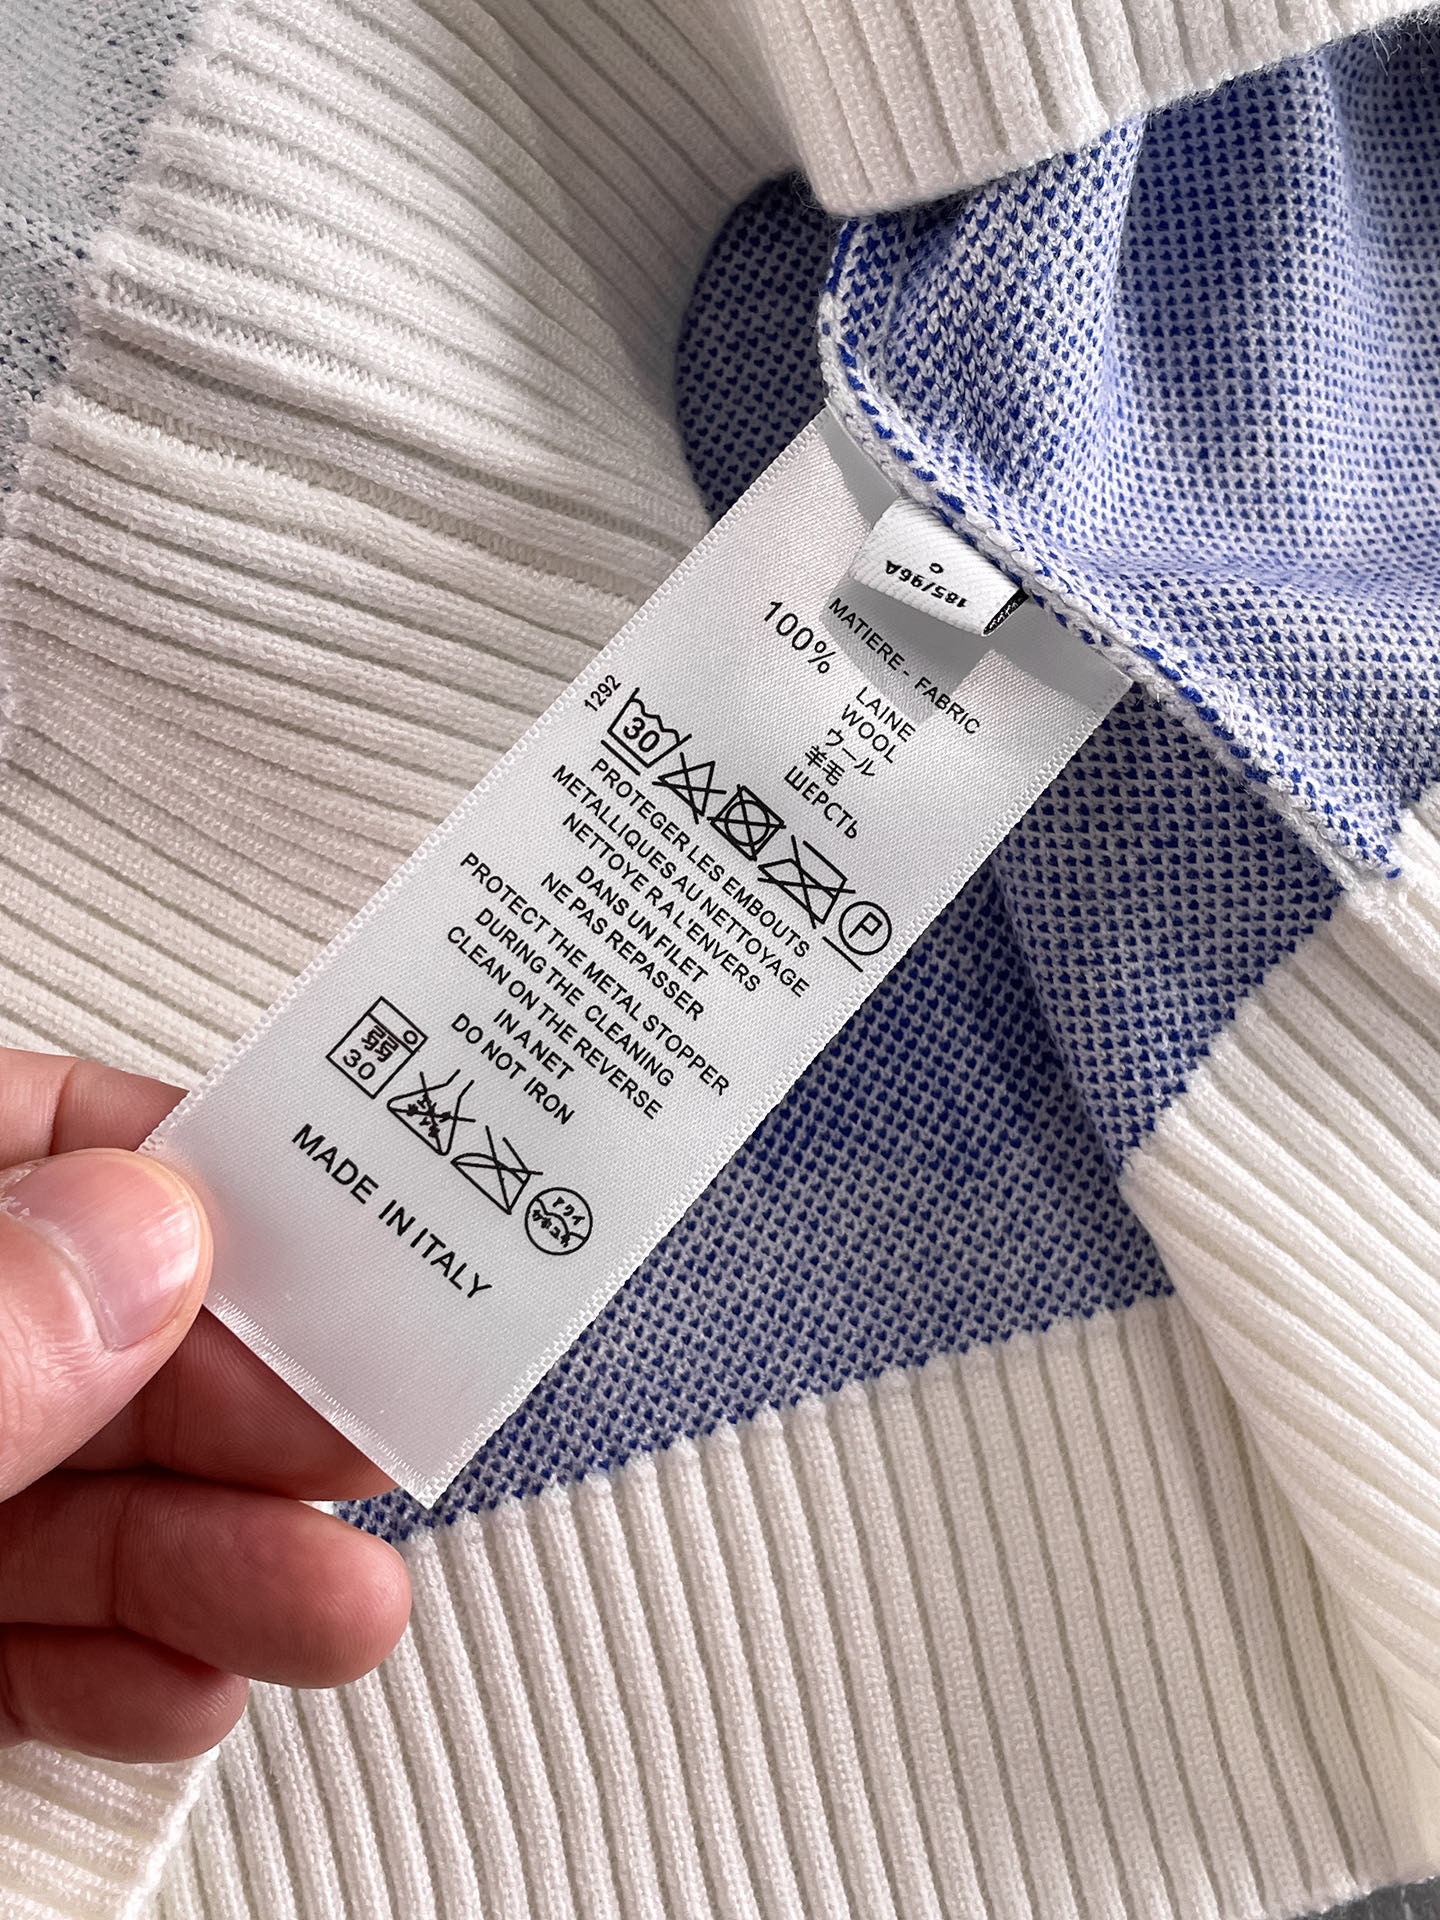 185/96A
C
MATIERE - FABRIC
100% LAINE
WOOL
ウール
羊毛
ШЕРСТЬ
1292
30
P
PROTEGER LES EMBOUTS
METALLIQUES AU NETTOYAGE
NETTOYE R A L'ENVERS
DANS UN FILET
NE PAS REPASSER
PROTECT THE METAL STOPPER
DURING THE CLEANING
CLEAN ON THE REVERSE
IN A NET
DO NOT IRON
弱
30
MADE IN ITALY